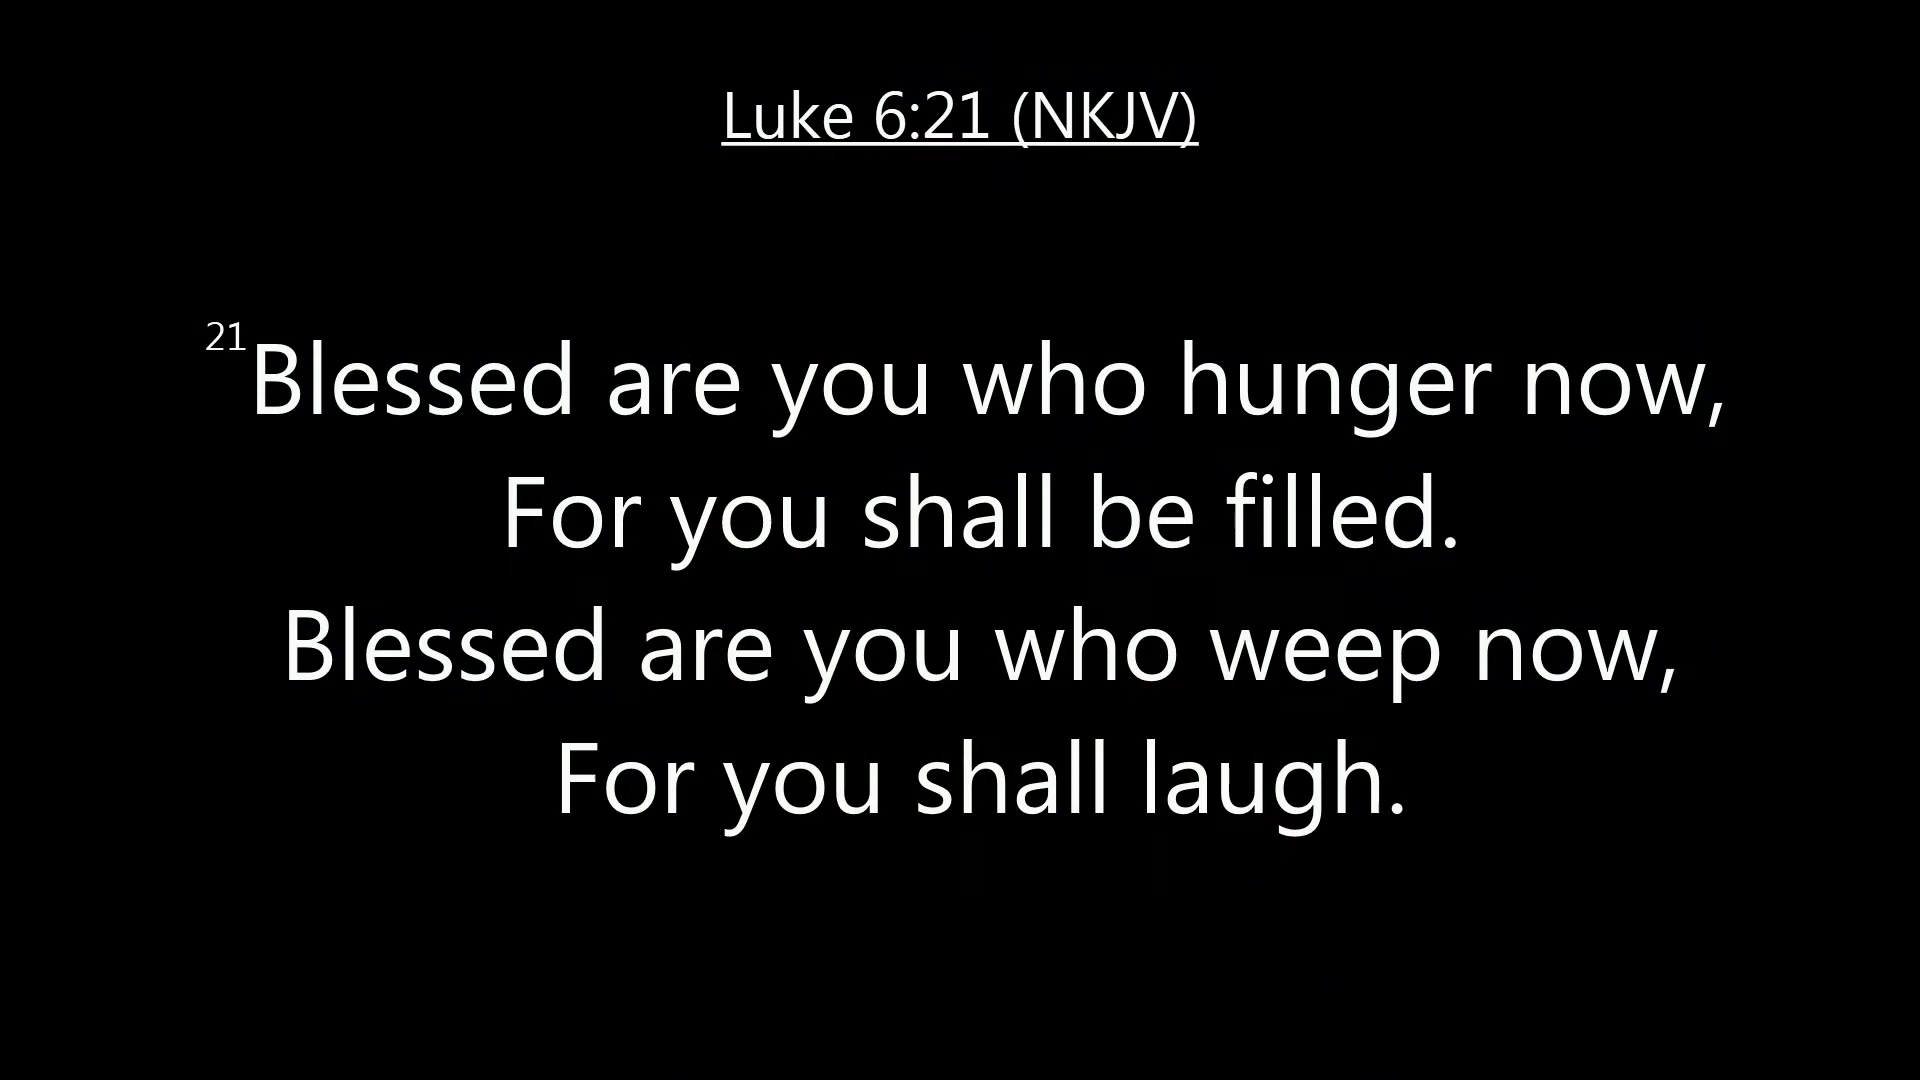 Luke 6:21 (NKJV)
21Blessed are you who hunger now,
For you shall be filled.
Blessed are you who weep now,
For you shall laugh.